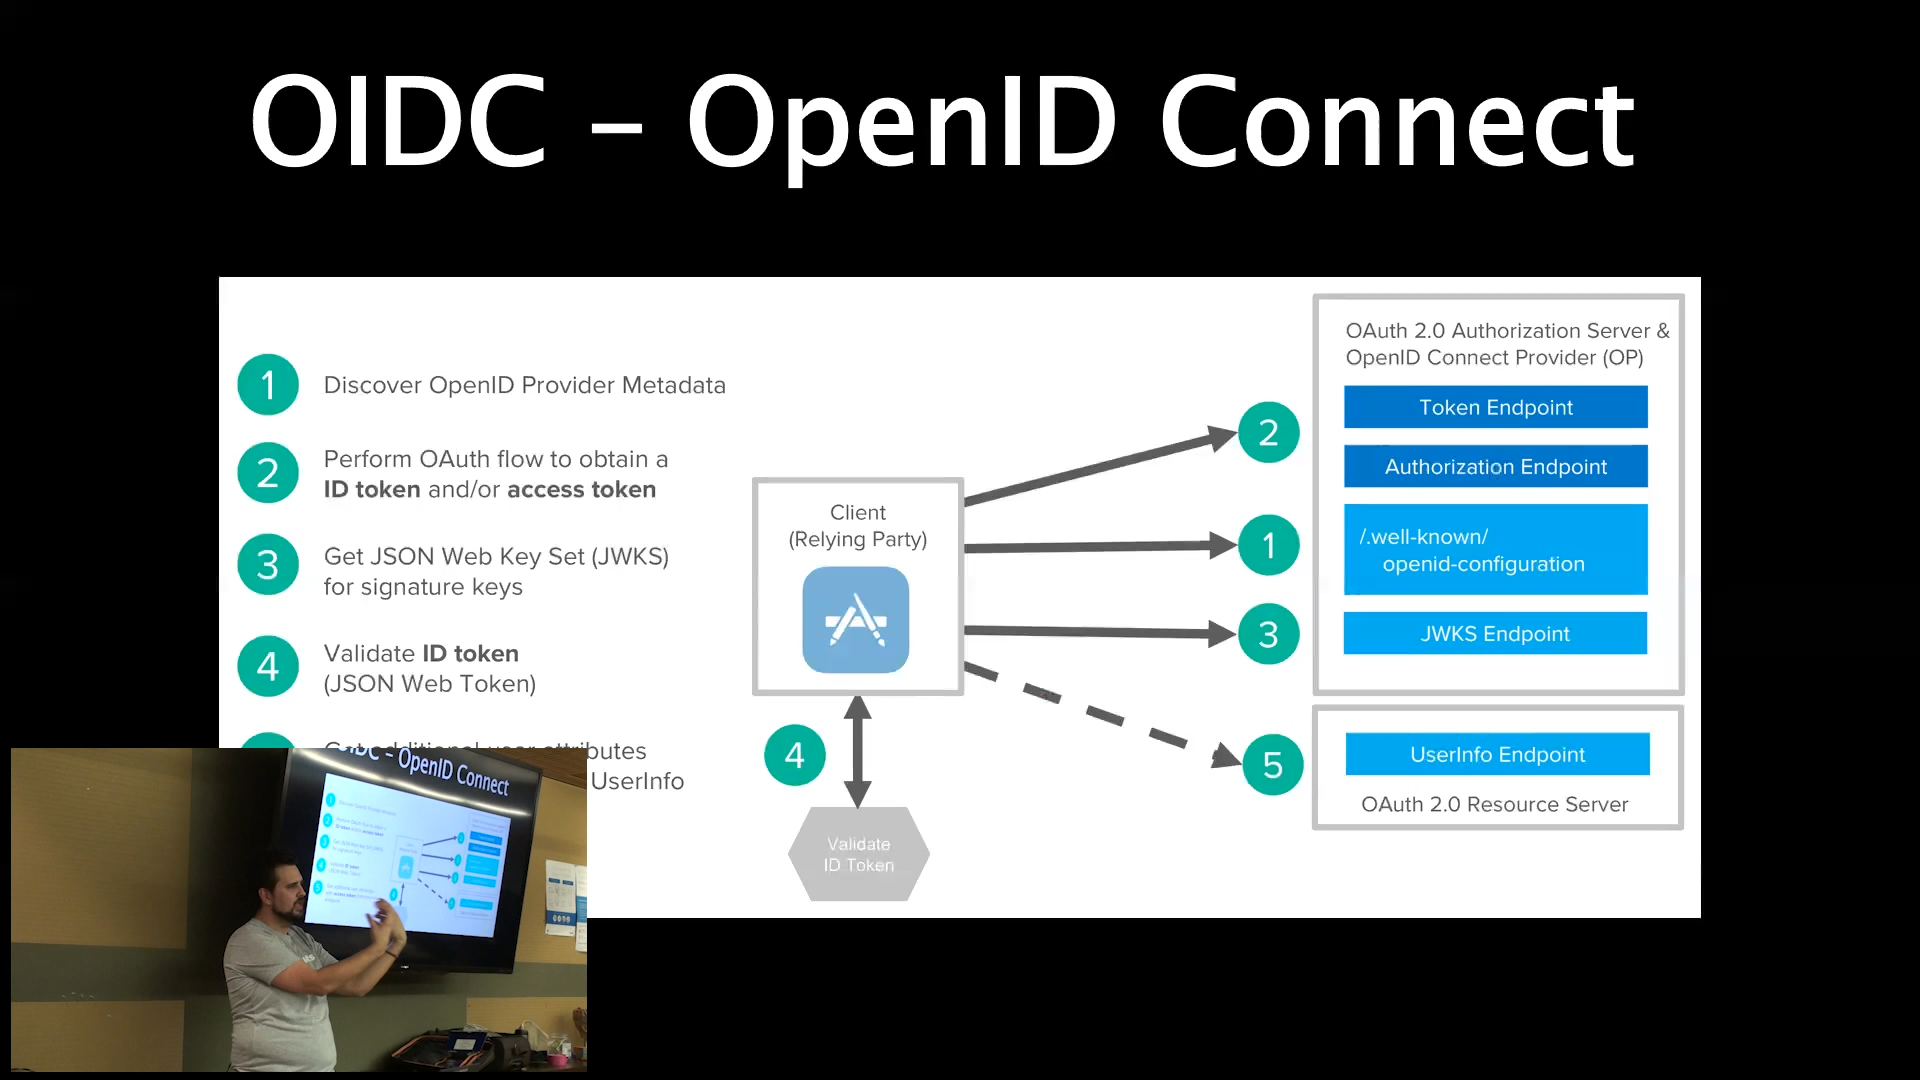 OIDC – OpenID Connect
1
Discover OpenID Provider Metadata
2
Perform OAuth flow to obtain a
ID token and/or access token
3
Get JSON Web Key Set (JWKS)
for signature keys
4
Validate ID token
(JSON Web Token)
Get additional user attributes
UserInfo
Client
(Relying Party)
4
Validate
ID Token
2
1
3
5
OAuth 2.0 Authorization Server &
OpenID Connect Provider (OP)
Token Endpoint
Authorization Endpoint
/.well-known/
openid-configuration
JWKS Endpoint
UserInfo Endpoint
OAuth 2.0 Resource Server
OIDC – OpenID Connect